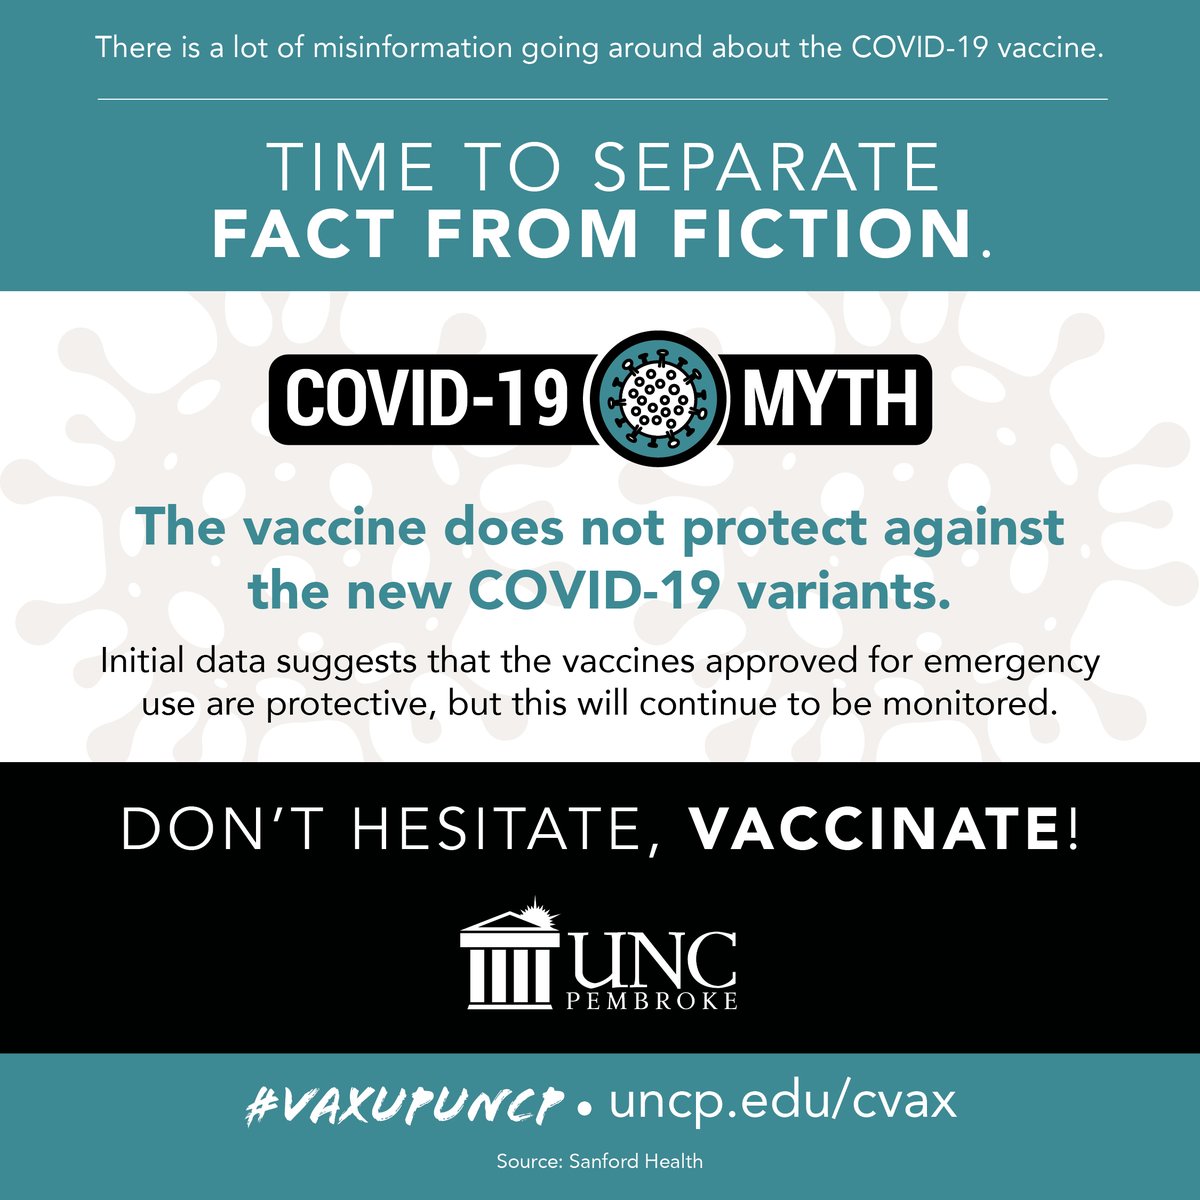 There is a lot of misinformation going around about the COVID-19 vaccine.
TIME TO SEPARATE
FACT FROM FICTION.
COVID-19 MYTH
The vaccine does not protect against
the new COVID-19 variants.
Initial data suggests that the vaccines approved for emergency
use are protective, but this will continue to be monitored.
DON'T HESITATE, VACCINATE!
UNC
PEMBROKE
#VAXUPUNCP • uncp.edu/cvax
Source: Sanford Health